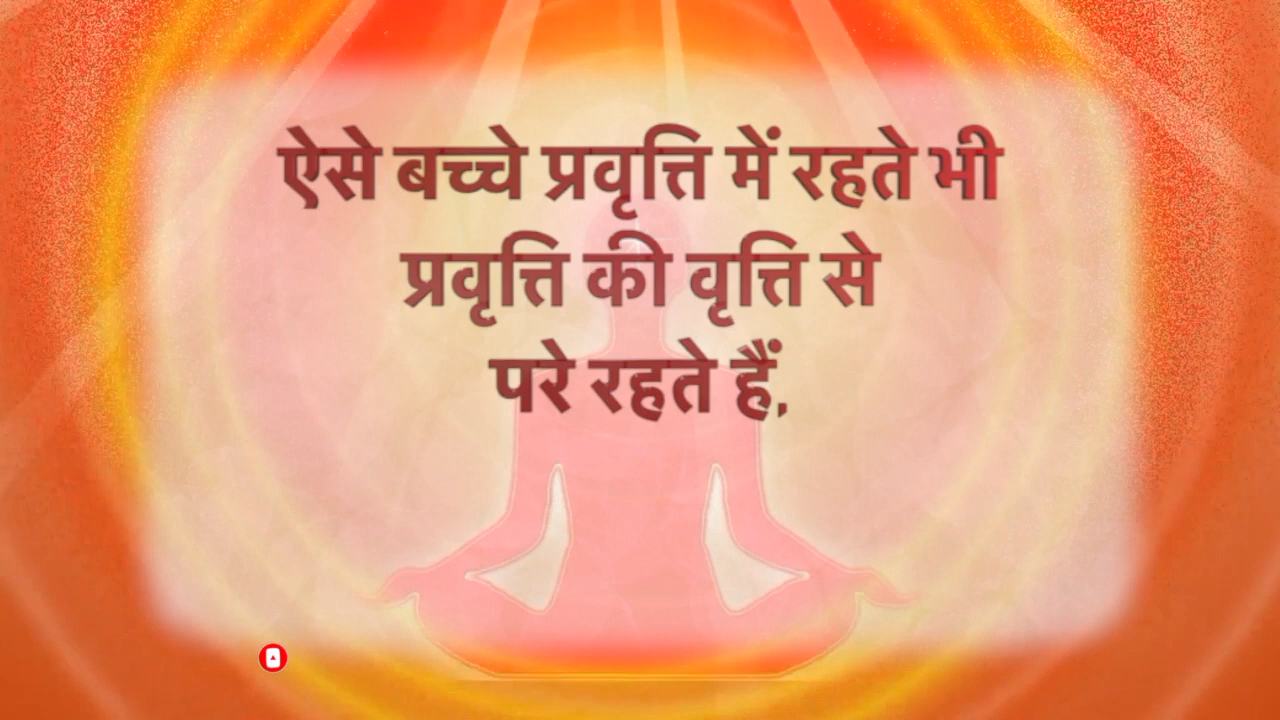 ऐसे बच्चे प्रवृत्ति में रहते भी
प्रवृत्ति की वृत्ति से
परे रहते हैं.